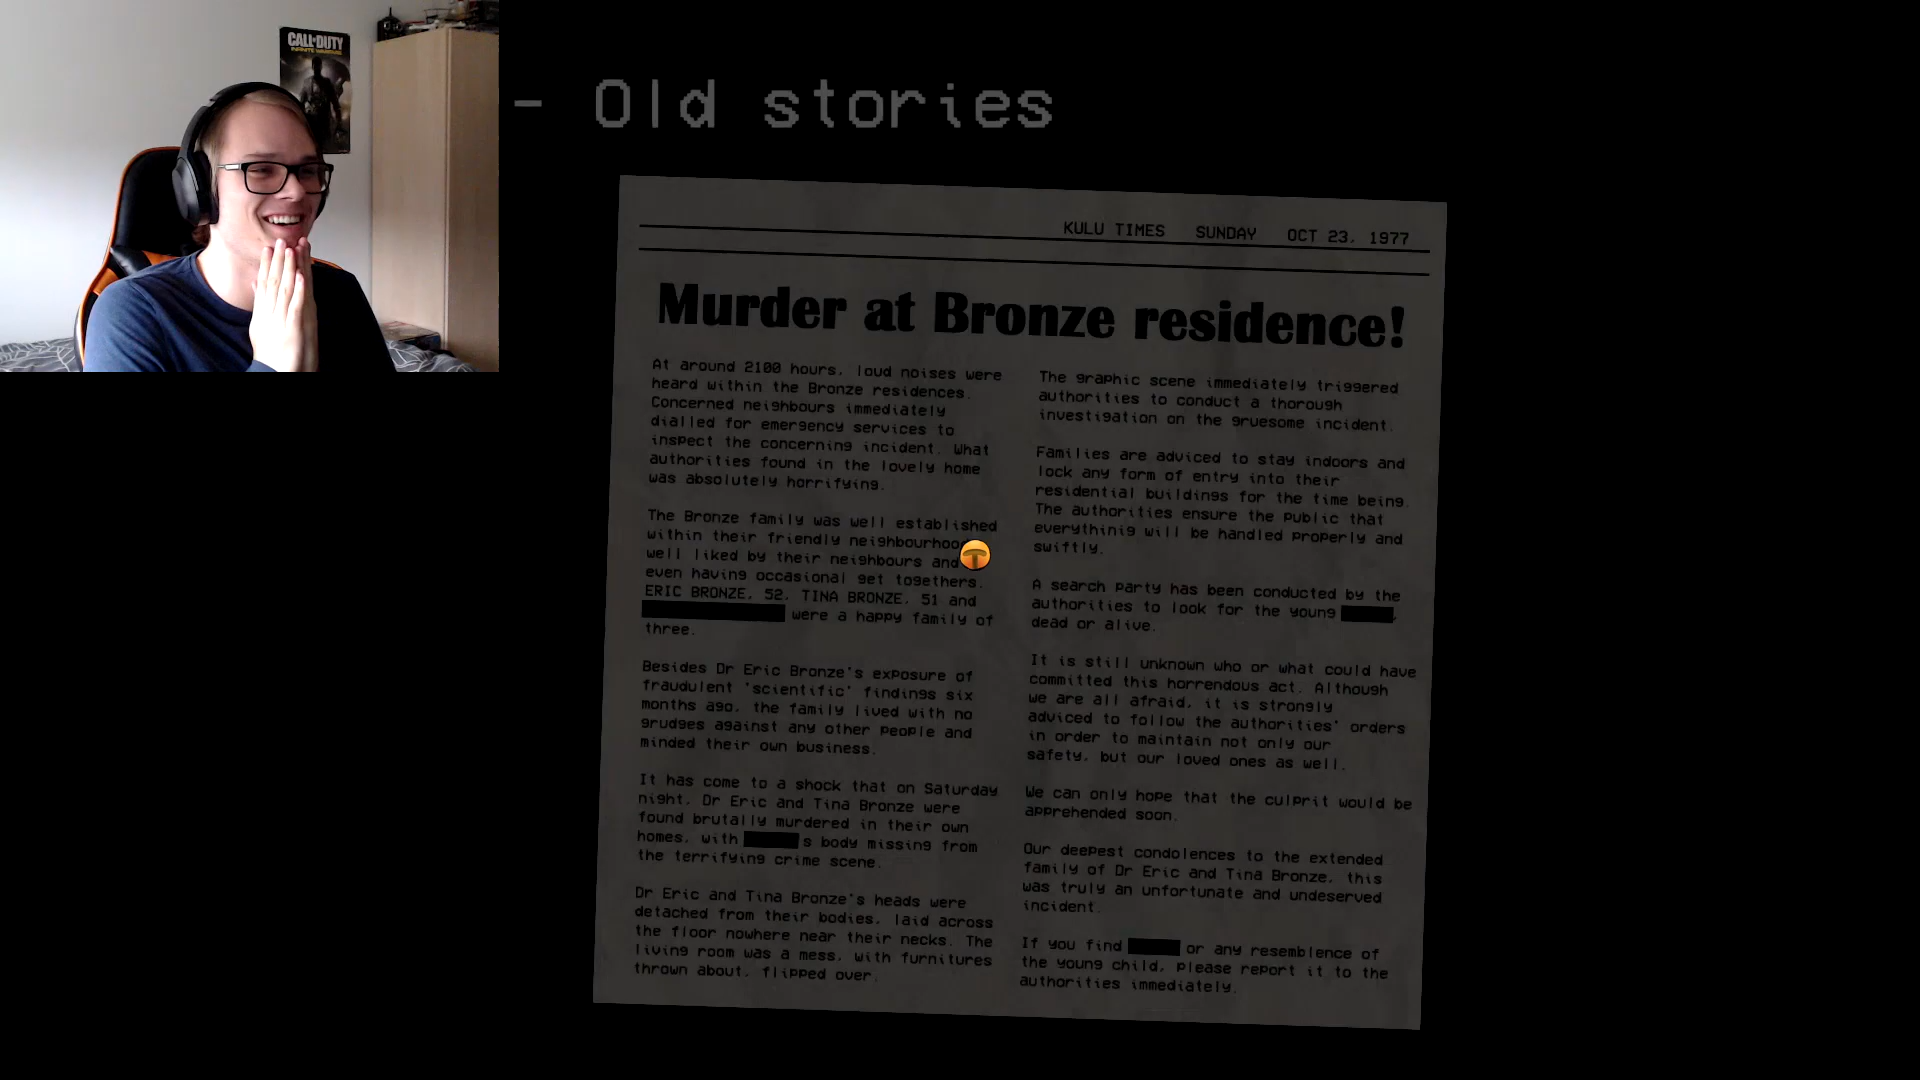 CALL OF DUTY
INFINITE WARFARE
- Old stories
KULU TIMES SUNDAY OCT 23, 1977
Murder at Bronze residence!
At around 2100 hours, loud noises were
heard within the Bronze residences.
Concerned neighbours immediately
dialled for emergency services to
inspect the concerning incident. What
authorities found in the lovely home
was absolutely horrifying.
The Bronze family was well established
within their friendly neighbourhood
well liked by their neighbours and
even having occasional get togethers.
ERIC BRONZE, 52, TINA BRONZE, 51 and
were a happy family of
three.
Besides Dr Eric Bronze's exposure of
fraudulent 'scientific' findings six
months ago, the family lived with no
grudges against any other people and
minded their own business.
It has come to a shock that on Saturday
night, Dr Eric and Tina Bronze were
found brutally murdered in their own
homes, with s body missing from
the terrifying crime scene.
Dr Eric and Tina Bronze's heads were
detached from their bodies, laid across
the floor nowhere near their necks. The
living room was a mess, with furnitures
thrown about, flipped over.
The graphic scene immediately triggered
authorities to conduct a thorough
investigation on the gruesome incident.
Families are adviced to stay indoors and
lock any form of entry into their
residential buildings for the time being.
The authorities ensure the public that
everythinig will be handled properly and
swiftly.
A search party has been conducted by the
authorities to look for the young ,
dead or alive.
It is still unknown who or what could have
committed this horrendous act. Although
we are all afraid, it is strongly
adviced to follow the authorities' orders
in order to maintain not only our
safety, but our loved ones as well.
We can only hope that the culprit would be
apprehended soon.
Our deepest condolences to the extended
family of Dr Eric and Tina Bronze, this
was truly an unfortunate and undeserved
incident.
If you find or any resemblence of
the young child, please report it to the
authorities immediately.